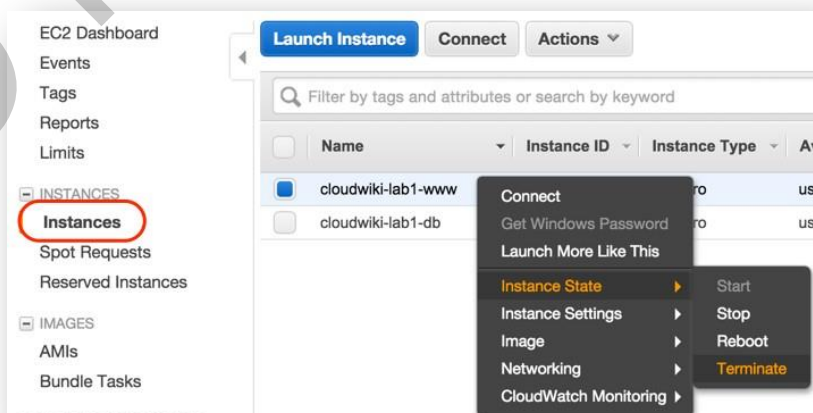 EC2 Dashboard
Events
Tags
Reports
Limits
INSTANCES
Instances
Spot Requests
Reserved Instances
IMAGES
AMIs
Bundle Tasks
Launch Instance Connect Actions
Filter by tags and attributes or search by keyword
Name Instance ID Instance Type
cloudwiki-lab1-www
cloudwiki-lab1-db
Connect
Get Windows Password
Launch More Like This
Instance State
Instance Settings
Image
Networking
CloudWatch Monitoring
Start
Stop
Reboot
Terminate